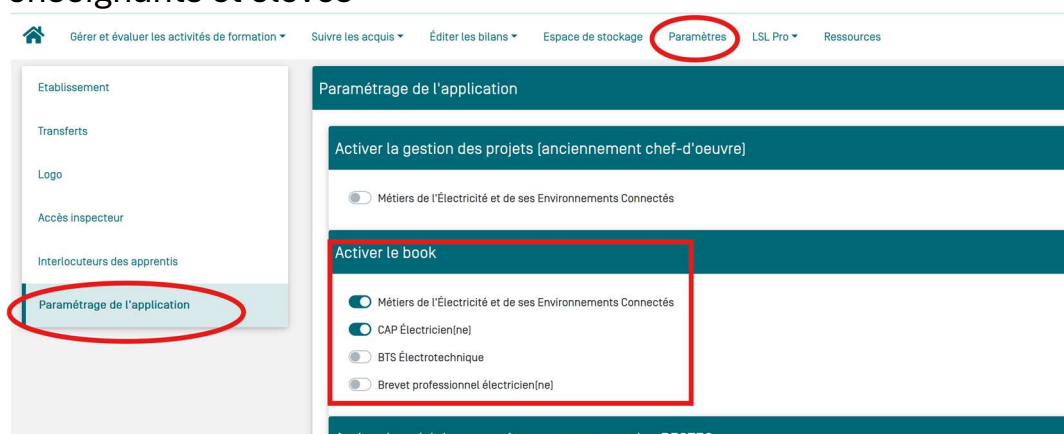 enseignants et élèves
Gérer et évaluer les activités de formation Suivre les acquis Éditer les bilans Espace de stockage Paramètres LSL Pro Ressources
Etablissement
Transferts
Logo
Accès inspecteur
Interlocuteurs des apprentis
Paramétrage de l'application
Paramétrage de l'application
Activer la gestion des projets (anciennement chef-d'oeuvre)
Métiers de l'Électricité et de ses Environnements Connectés
Activer le book
Métiers de l'Électricité et de ses Environnements Connectés
CAP Électricien(ne)
BTS Électrotechnique
Brevet professionnel électricien(ne)